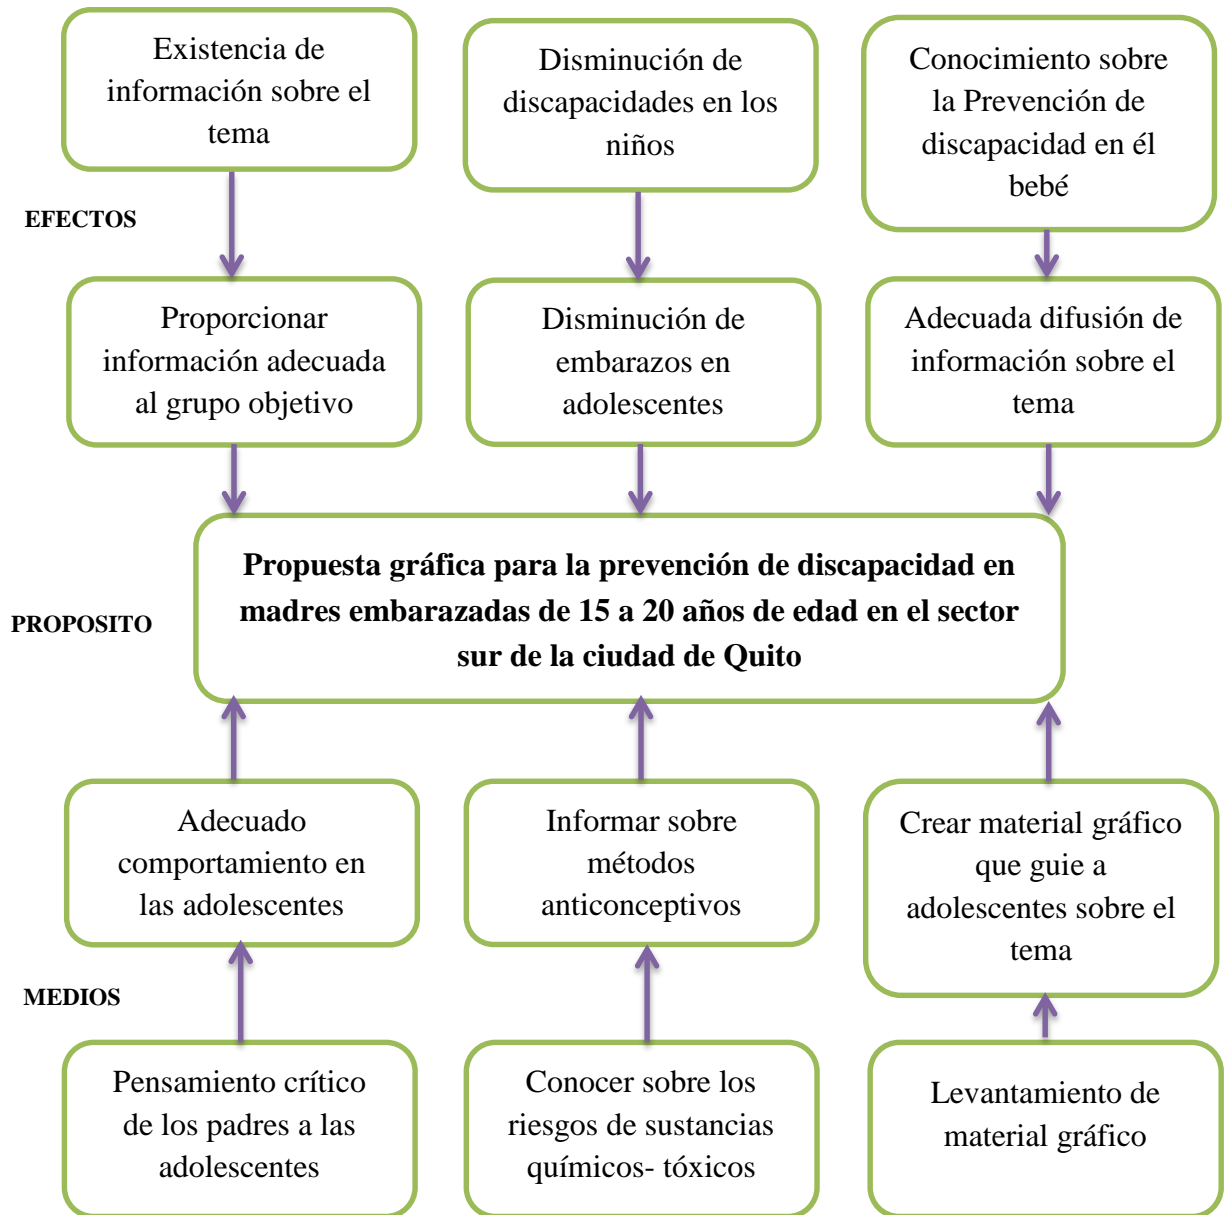 Existencia de
información sobre el
tema
Disminución de
discapacidades en los
niños
Conocimiento sobre
la Prevención de
discapacidad en él
bebé
EFECTOS
Proporcionar
información adecuada
al grupo objetivo
Disminución de
embarazos en
adolescentes
Adecuada difusión de
información sobre el
tema
PROPOSITO
Propuesta gráfica para la prevención de discapacidad en
madres embarazadas de 15 a 20 años de edad en el sector
sur de la ciudad de Quito
Adecuado
comportamiento en
las adolescentes
Informar sobre
métodos
anticonceptivos
Crear material gráfico
que guie a
adolescentes sobre el
tema
MEDIOS
Pensamiento crítico
de los padres a las
adolescentes
Conocer sobre los
riesgos de sustancias
químicos- tóxicos
Levantamiento de
material gráfico